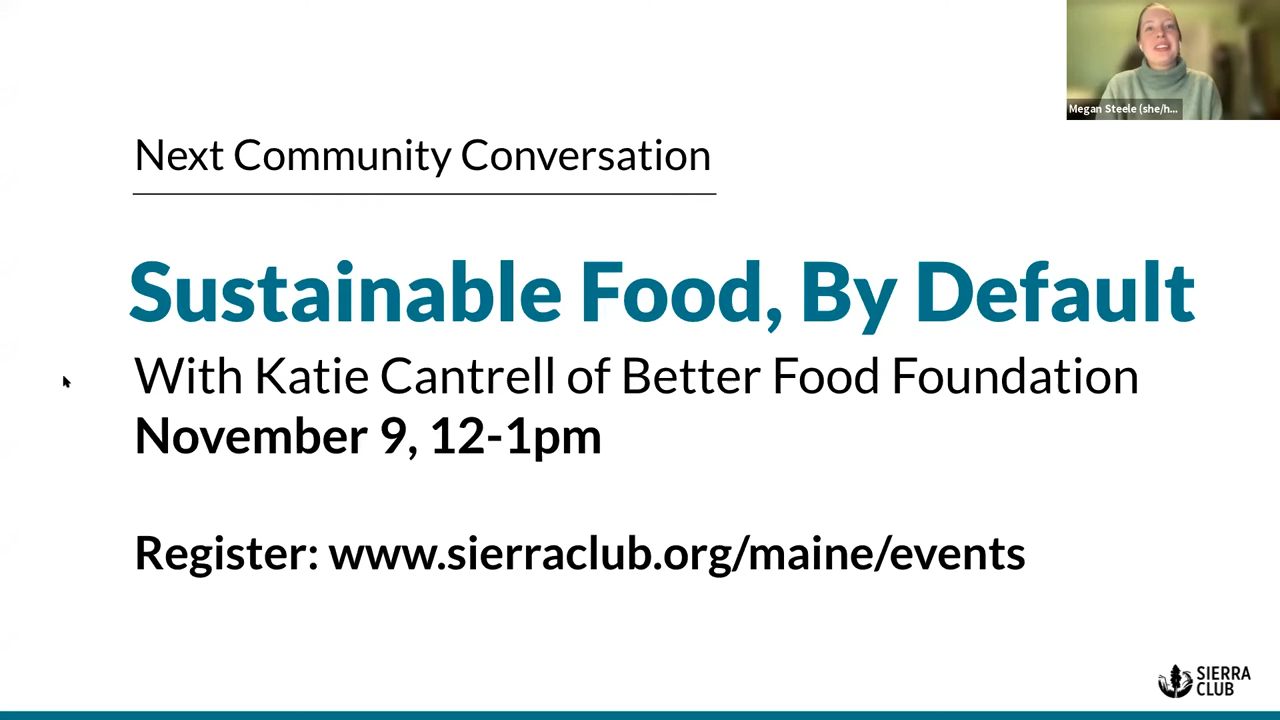 Megan Steele (she/h...
Next Community Conversation
Sustainable Food, By Default
With Katie Cantrell of Better Food Foundation
November 9, 12-1pm
Register: www.sierraclub.org/maine/events
SIERRA
CLUB